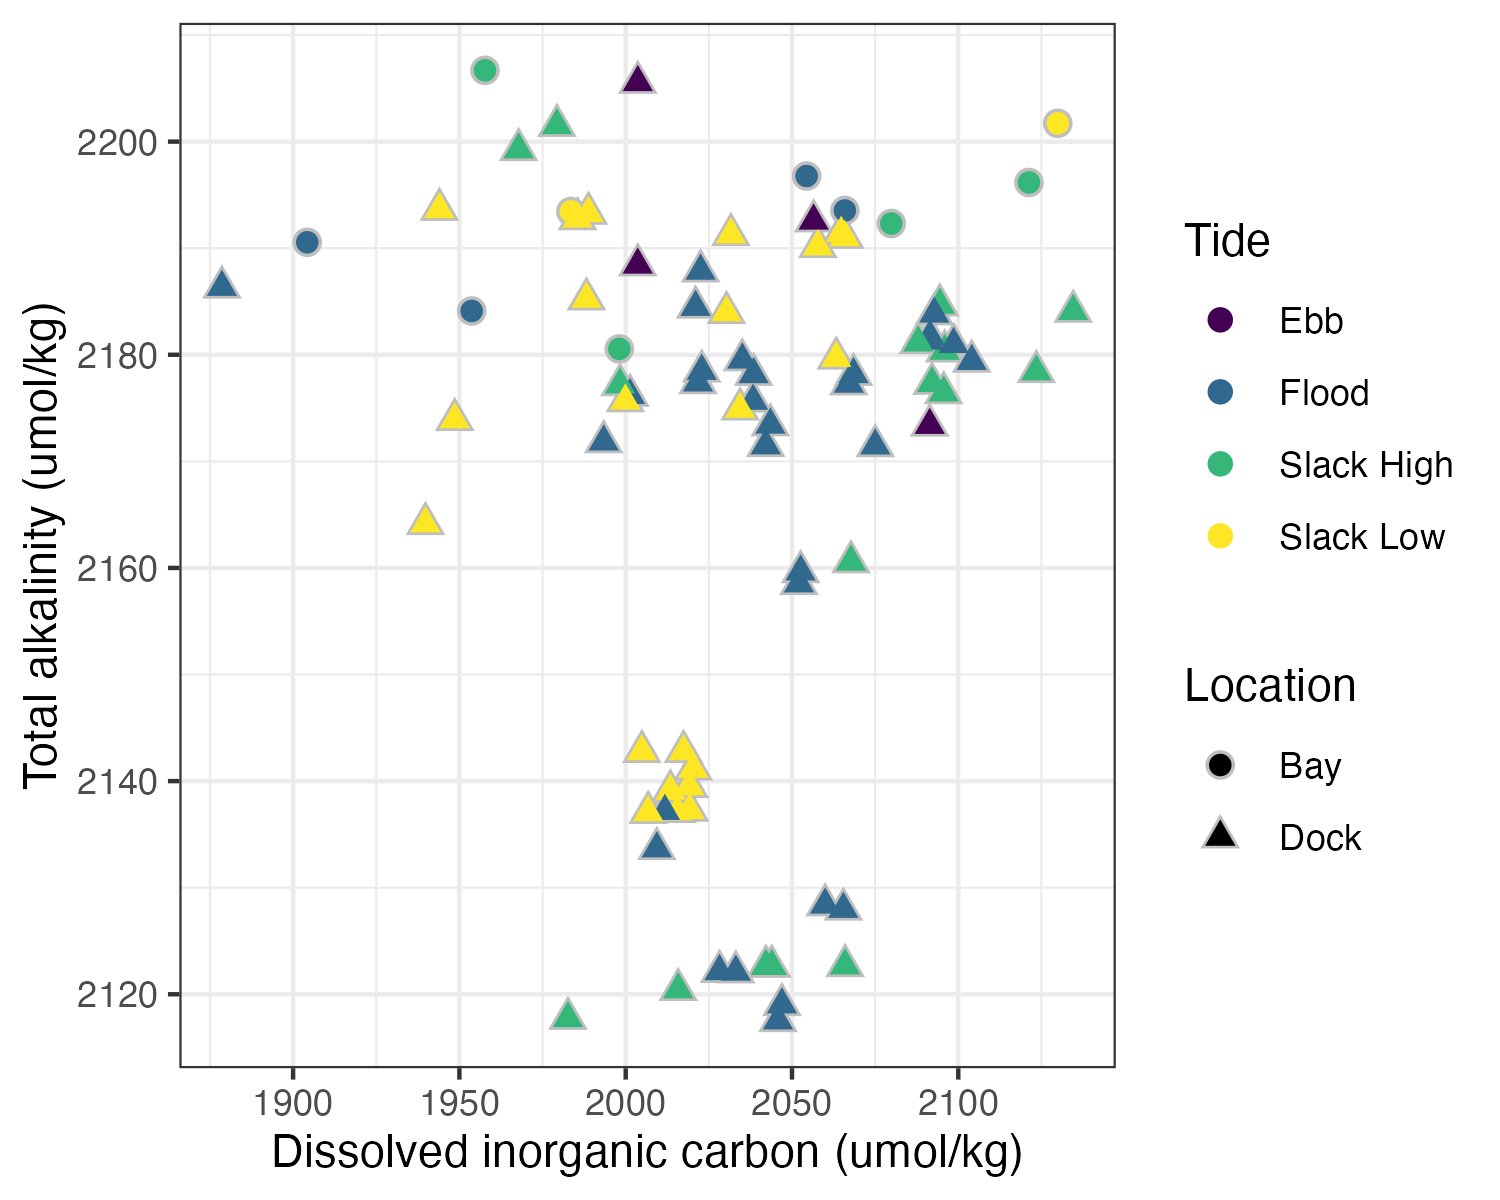 Total alkalinity (umol/kg)
2200
2180
2160
2140
2120
1900
1950
2000
2050
2100
Dissolved inorganic carbon (umol/kg)
Tide
Ebb
Flood
Slack High
Slack Low
Location
Bay
Dock